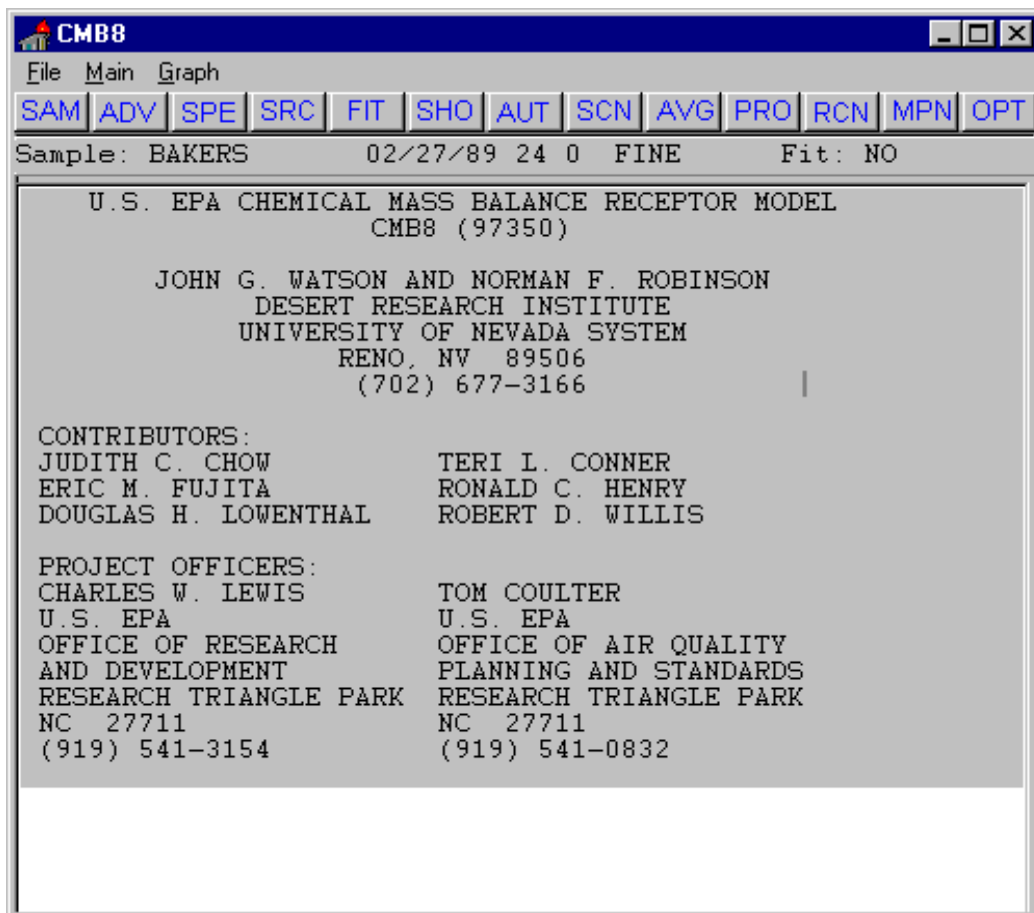 CMB8
File Main Graph
SAM ADV SPE SRC FIT SHO AUT SCN AVG PRO RCN MPN OPT
Sample: BAKERS 02/27/89 24 0 FINE Fit: NO
U.S. EPA CHEMICAL MASS BALANCE RECEPTOR MODEL
CMB8 (97350)
JOHN G. WATSON AND NORMAN F. ROBINSON
DESERT RESEARCH INSTITUTE
UNIVERSITY OF NEVADA SYSTEM
RENO, NV 89506
(702) 677-3166
CONTRIBUTORS:
JUDITH C. CHOW TERI L. CONNER
ERIC M. FUJITA RONALD C. HENRY
DOUGLAS H. LOWENTHAL ROBERT D. WILLIS
PROJECT OFFICERS:
CHARLES W. LEWIS TOM COULTER
U.S. EPA U.S. EPA
OFFICE OF RESEARCH OFFICE OF AIR QUALITY
AND DEVELOPMENT PLANNING AND STANDARDS
RESEARCH TRIANGLE PARK RESEARCH TRIANGLE PARK
NC 27711 NC 27711
(919) 541-3154 (919) 541-0832